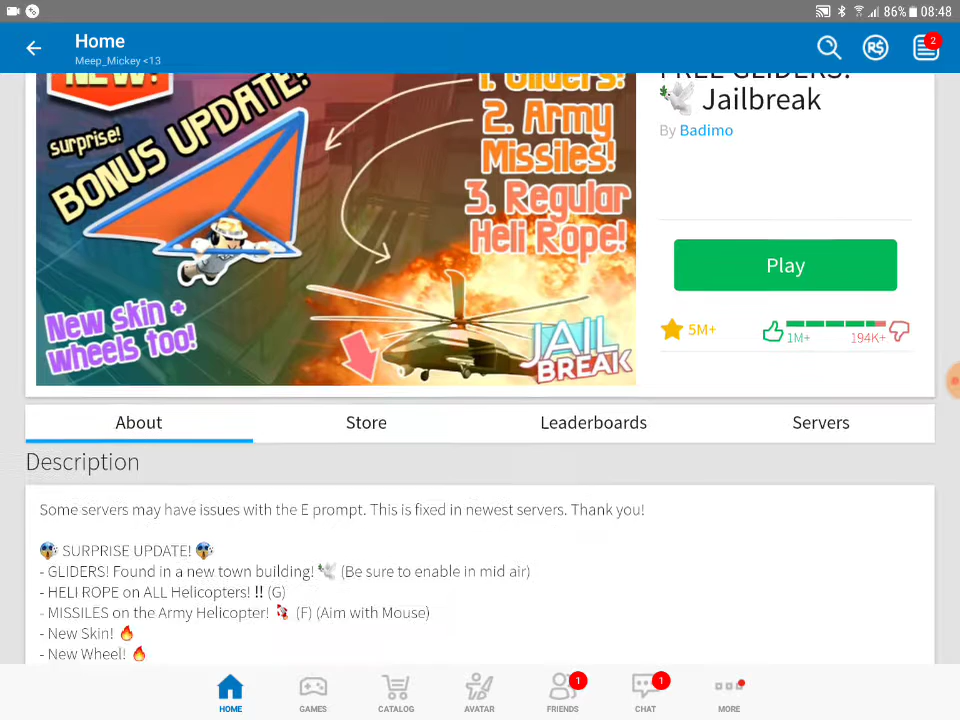 86% 08:48
Home
Meep_Mickey <13
R$
2
NEW!
surprise!
BONUS UPDATE!
1. Gliders!
2. Army
Missiles!
3. Regular
Heli Rope!
New skin +
wheels too!
JAIL
BREAK
FREE GLIDERS!
🕊 Jailbreak
By Badimo
Play
5M+
1M+
194K+
About
Store
Leaderboards
Servers
Description
Some servers may have issues with the E prompt. This is fixed in newest servers. Thank you!
😱 SURPRISE UPDATE! 😱
- GLIDERS! Found in a new town building! 🕊 (Be sure to enable in mid air)
- HELI ROPE on ALL Helicopters! ‼ (G)
- MISSILES on the Army Helicopter! 🚀 (F) (Aim with Mouse)
- New Skin! 🔥
- New Wheel! 🔥
HOME
GAMES
CATALOG
AVATAR
1
FRIENDS
1
CHAT
MORE